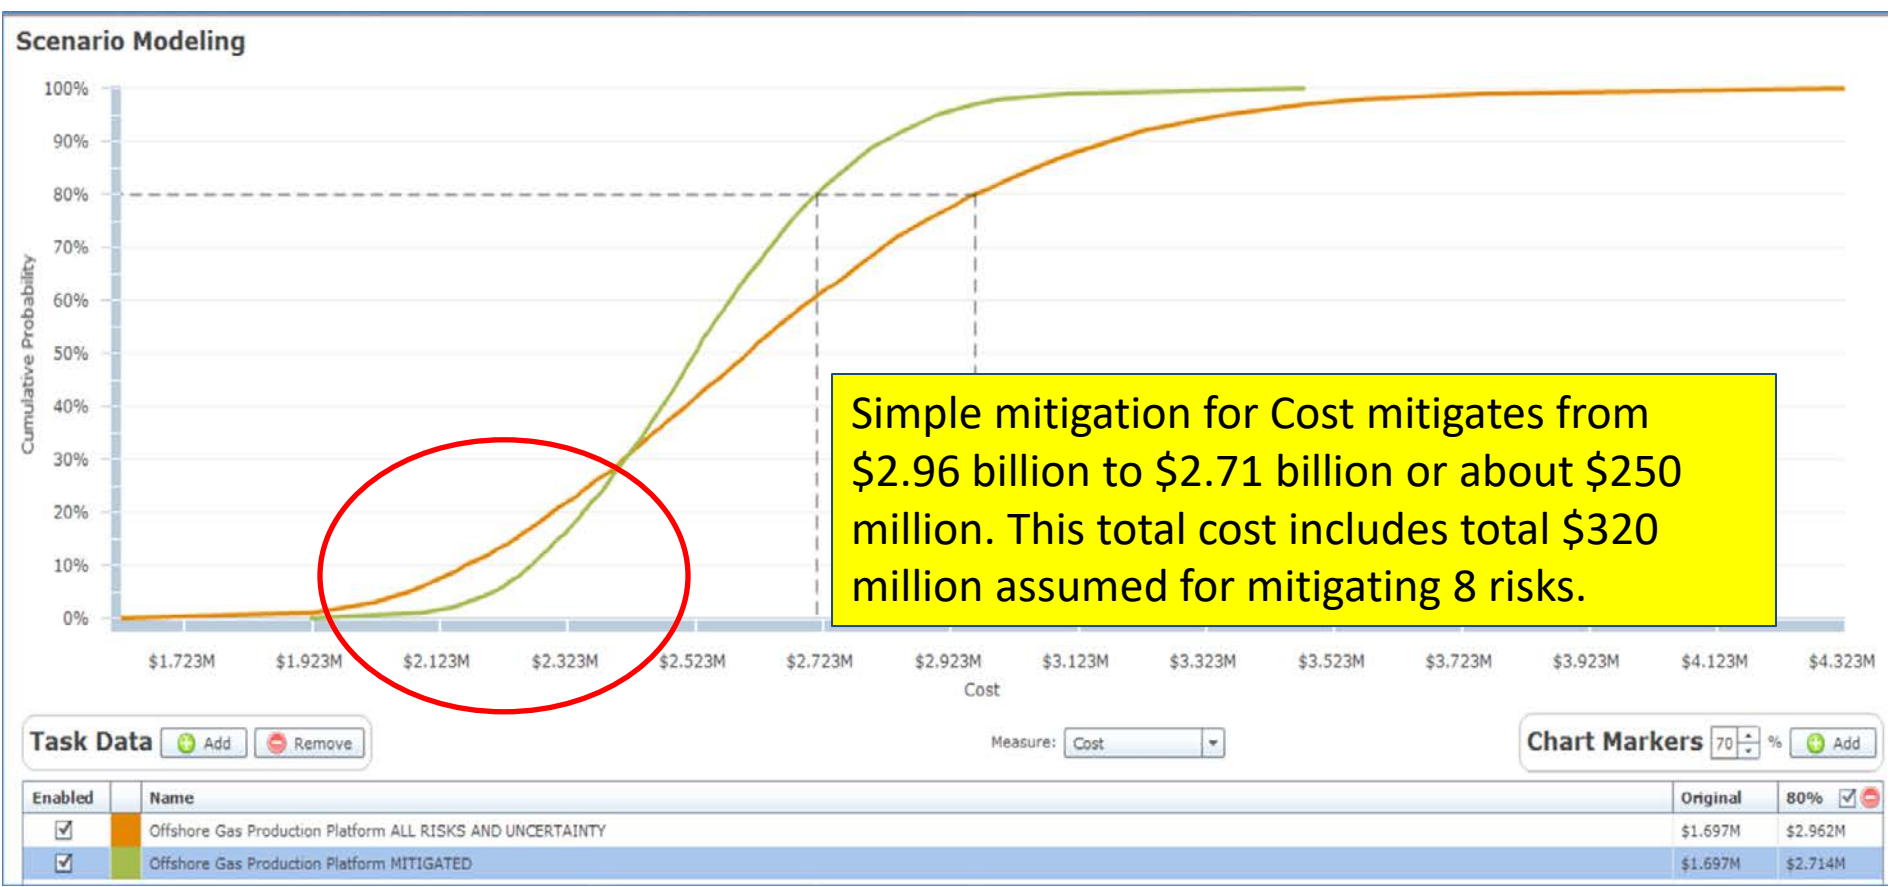 Scenario Modeling
100%
90%
80%
70%
60%
50%
40%
30%
20%
10%
0%
Cumulative Probability
Simple mitigation for Cost mitigates from
$2.96 billion to $2.71 billion or about $250
million. This total cost includes total $320
million assumed for mitigating 8 risks.
$1.723M $1.923M $2.123M $2.323M $2.523M $2.723M $2.923M $3.123M $3.323M $3.523M $3.723M $3.923M $4.123M $4.323M
Cost
Task Data Add Remove Measure: Cost Chart Markers 70 % Add
Enabled Name Original 80%
Offshore Gas Production Platform ALL RISKS AND UNCERTAINTY $1.697M $2.962M
Offshore Gas Production Platform MITIGATED $1.697M $2.714M